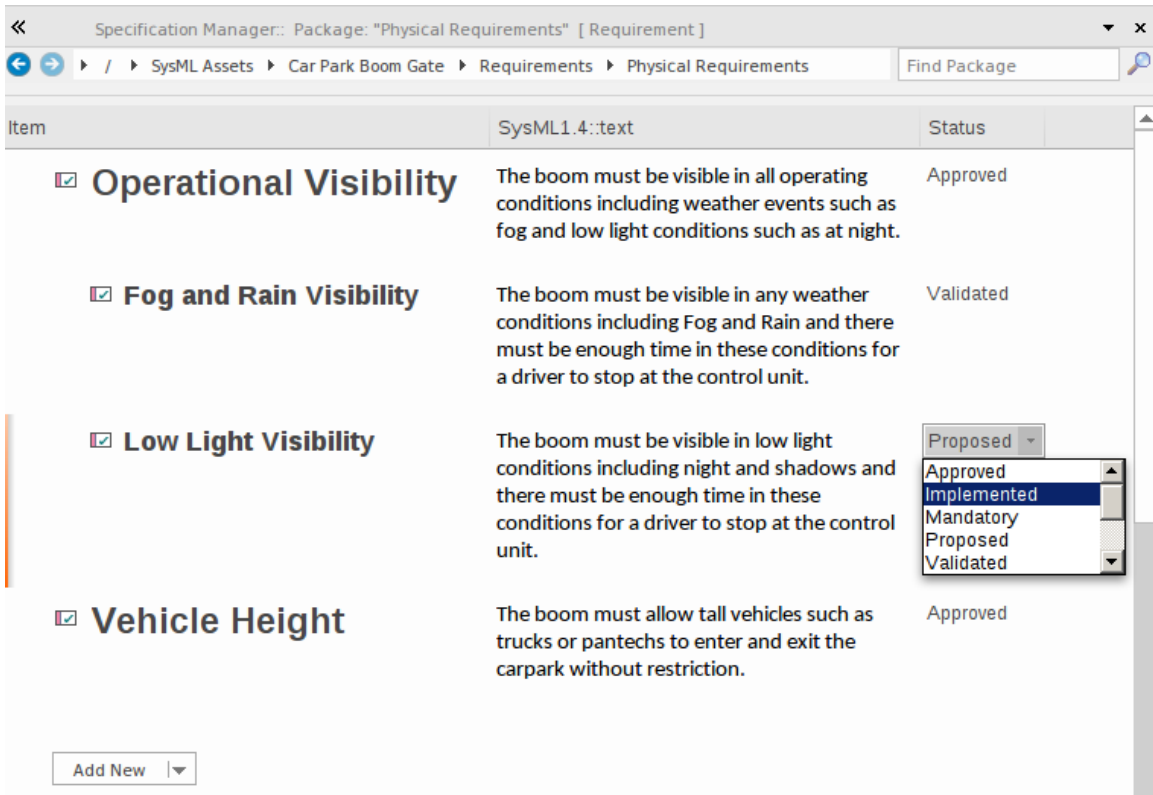 Specification Manager:: Package: "Physical Requirements" [ Requirement ]
/ SysML Assets Car Park Boom Gate Requirements Physical Requirements Find Package
Item SysML1.4::text Status
Operational Visibility
The boom must be visible in all operating
conditions including weather events such as
fog and low light conditions such as at night.
Approved
Fog and Rain Visibility
The boom must be visible in any weather
conditions including Fog and Rain and there
must be enough time in these conditions for
a driver to stop at the control unit.
Validated
Low Light Visibility
The boom must be visible in low light
conditions including night and shadows and
there must be enough time in these
conditions for a driver to stop at the control
unit.
Proposed
Approved
Implemented
Mandatory
Proposed
Validated
Vehicle Height
The boom must allow tall vehicles such as
trucks or pantechs to enter and exit the
carpark without restriction.
Approved
Add New